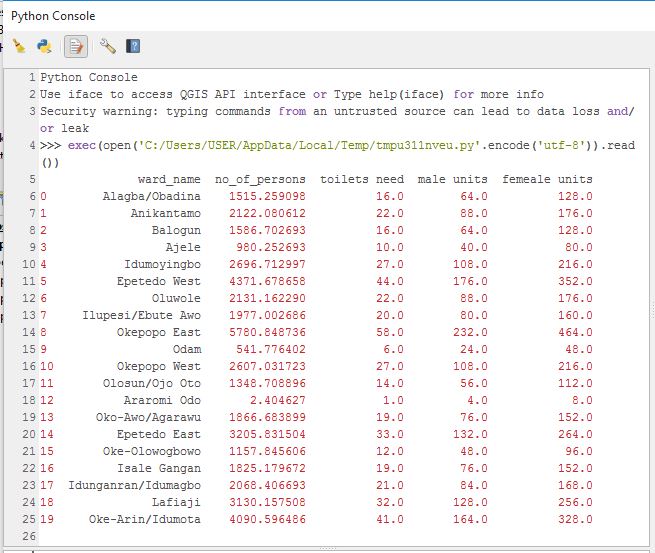 Python Console
1 Python Console
2 Use iface to access QGIS API interface or Type help(iface) for more info
3 Security warning: typing commands from an untrusted source can lead to data loss and/
or leak
4 >>> exec(open('C:/Users/USER/AppData/Local/Temp/tmpu311nveu.py'.encode('utf-8')).read
())
5 ward_name no_of_persons toilets need male units femeale units
6 0 Alagba/Obadina 1515.259098 16.0 64.0 128.0
7 1 Anikantamo 2122.080612 22.0 88.0 176.0
8 2 Balogun 1586.702693 16.0 64.0 128.0
9 3 Ajele 980.252693 10.0 40.0 80.0
10 4 Idumoyingbo 2696.712997 27.0 108.0 216.0
11 5 Epetedo West 4371.678658 44.0 176.0 352.0
12 6 Oluwole 2131.162290 22.0 88.0 176.0
13 7 Ilupesi/Ebute Awo 1977.002686 20.0 80.0 160.0
14 8 Okepopo East 5780.848736 58.0 232.0 464.0
15 9 Odam 541.776402 6.0 24.0 48.0
16 10 Okepopo West 2607.031723 27.0 108.0 216.0
17 11 Olosun/Ojo Oto 1348.708896 14.0 56.0 112.0
18 12 Araromi Odo 2.404627 1.0 4.0 8.0
19 13 Oko-Awo/Agarawu 1866.683899 19.0 76.0 152.0
20 14 Epetedo East 3205.831504 33.0 132.0 264.0
21 15 Oke-Olowogbowo 1157.845606 12.0 48.0 96.0
22 16 Isale Gangan 1825.179672 19.0 76.0 152.0
23 17 Idunganran/Idumagbo 2068.406693 21.0 84.0 168.0
24 18 Lafiaji 3130.157508 32.0 128.0 256.0
25 19 Oke-Arin/Idumota 4090.596486 41.0 164.0 328.0
26